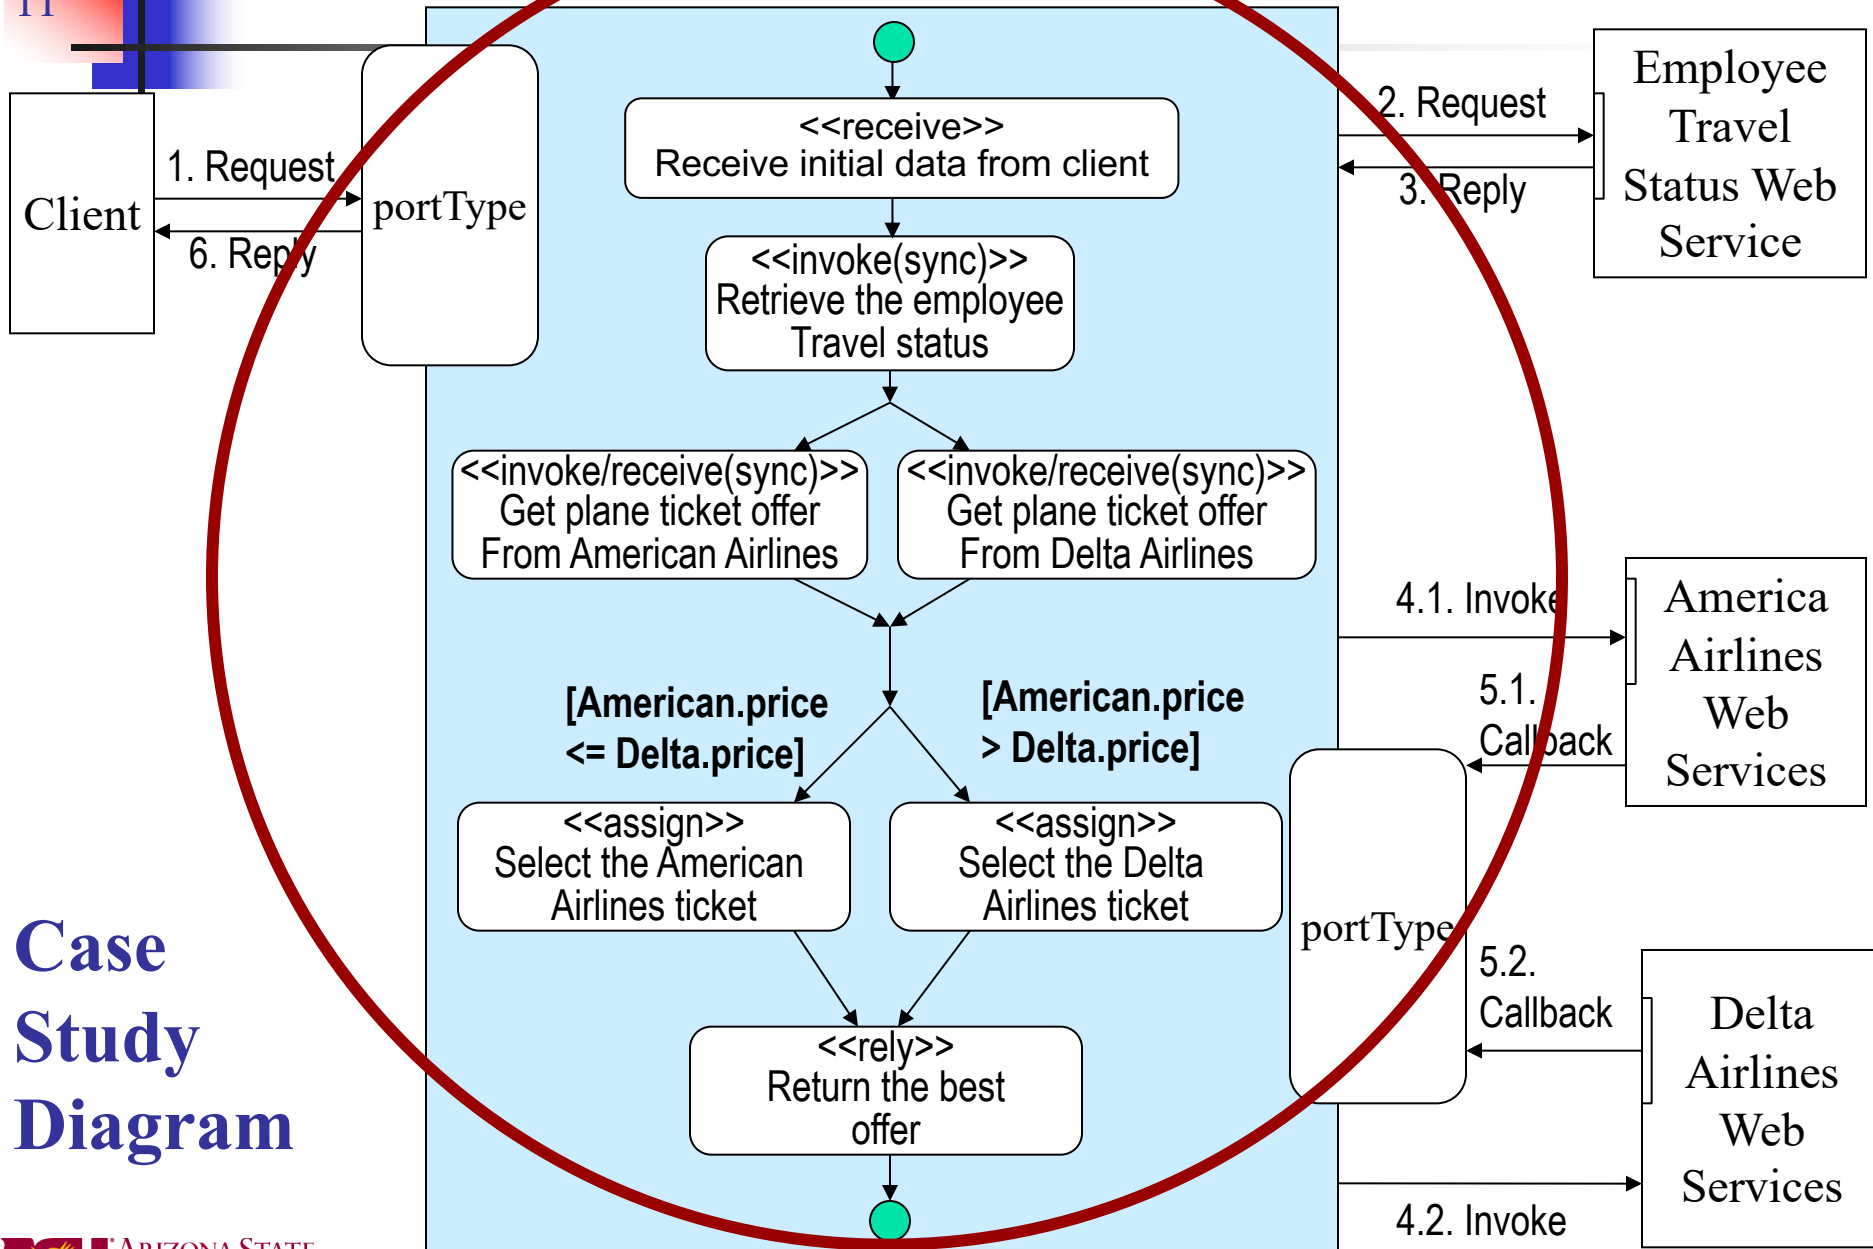 11
Client
1. Request
6. Reply
portType
<<receive>>
Receive initial data from client
<<invoke(sync)>>
Retrieve the employee
Travel status
<<invoke/receive(sync)>>
Get plane ticket offer
From American Airlines
<<invoke/receive(sync)>>
Get plane ticket offer
From Delta Airlines
[American.price
<= Delta.price]
[American.price
> Delta.price]
<<assign>>
Select the American
Airlines ticket
<<assign>>
Select the Delta
Airlines ticket
<<rely>>
Return the best
offer
2. Request
3. Reply
Employee
Travel
Status Web
Service
4.1. Invoke
5.1.
Callback
America
Airlines
Web
Services
portType
5.2.
Callback
4.2. Invoke
Delta
Airlines
Web
Services
Case
Study
Diagram
ARIZONA STATE